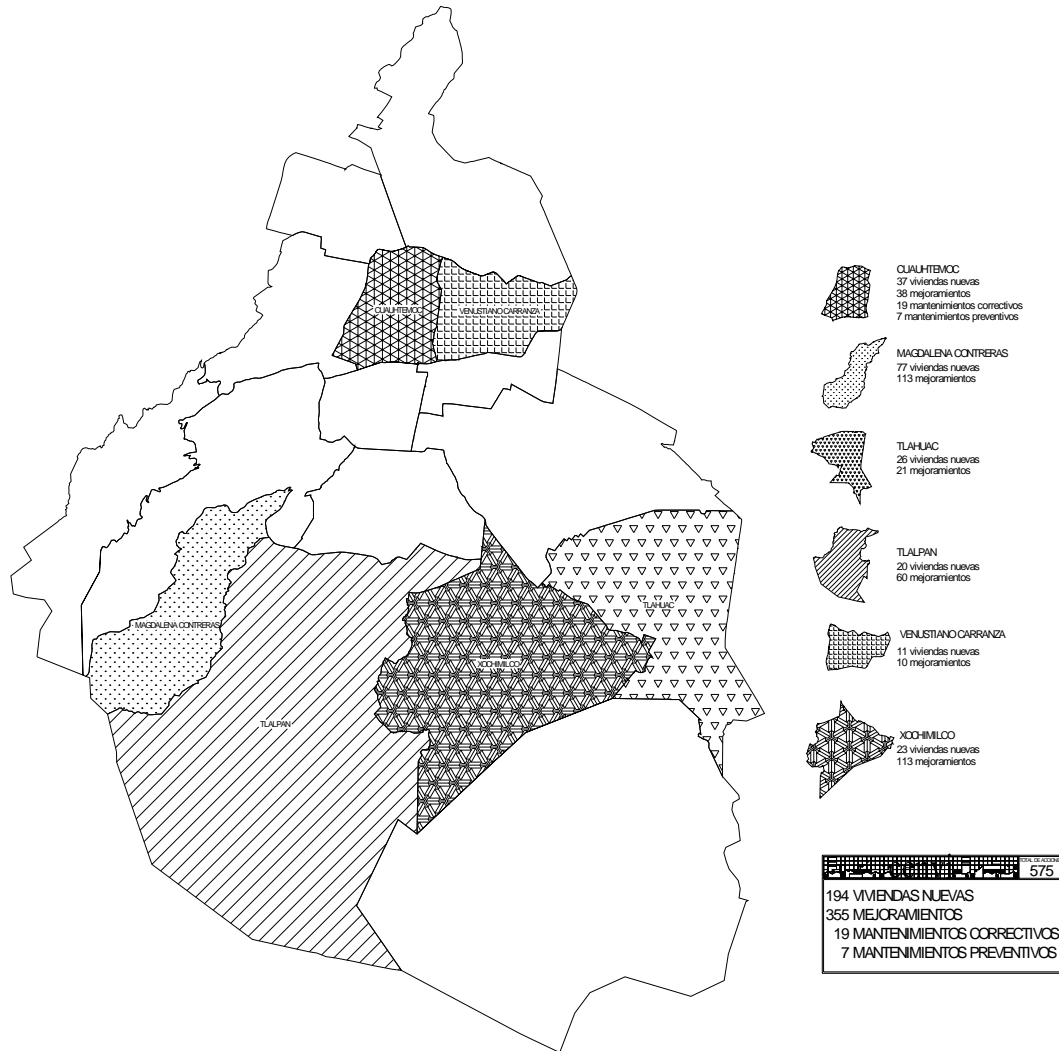 CUAUHTEMOC
VENUSTIANO CARRANZA
MAGDALENA CONTRERAS
TLAHUAC
XOCHIMILCO
TLALPAN
CUAUHTEMOC
37 viviendas nuevas
38 mejoramientos
19 mantenimientos correctivos
7 mantenimientos preventivos
MAGDALENA CONTRERAS
77 viviendas nuevas
113 mejoramientos
TLAHUAC
26 viviendas nuevas
21 mejoramientos
TLALPAN
20 viviendas nuevas
60 mejoramientos
VENUSTIANO CARRANZA
11 viviendas nuevas
10 mejoramientos
XOCHIMILCO
23 viviendas nuevas
113 mejoramientos
TOTAL DE ACCIONES
575
194 VIVIENDAS NUEVAS
355 MEJORAMIENTOS
19 MANTENIMIENTOS CORRECTIVOS
7 MANTENIMIENTOS PREVENTIVOS